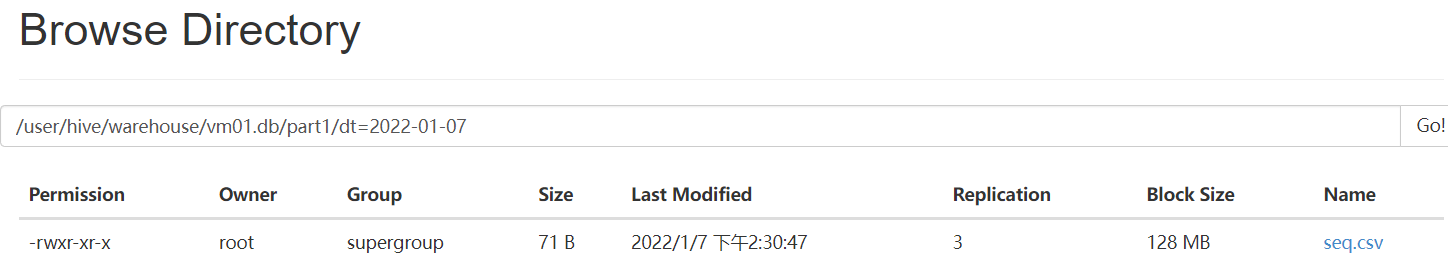 Browse Directory
/user/hive/warehouse/vm01.db/part1/dt=2022-01-07 Go!
Permission Owner Group Size Last Modified Replication Block Size Name
-rwxr-xr-x root supergroup 71 B 2022/1/7 下午2:30:47 3 128 MB seq.csv